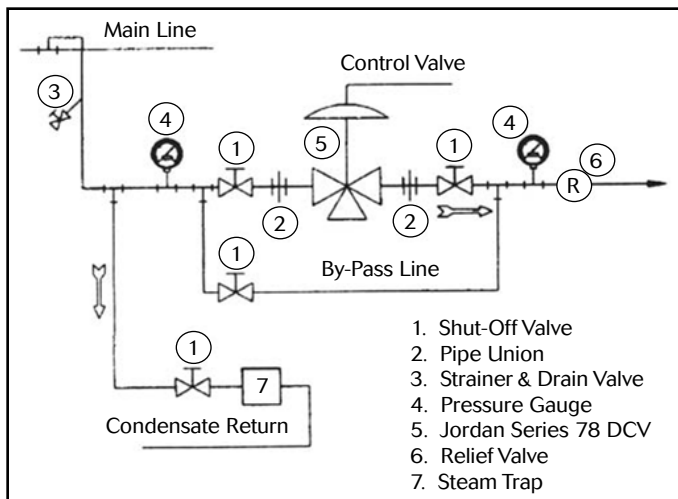 Main Line
Control Valve
3
4
4
1
5
1
6
R
2
2
1
By-Pass Line
1
7
Condensate Return
1. Shut-Off Valve
2. Pipe Union
3. Strainer & Drain Valve
4. Pressure Gauge
5. Jordan Series 78 DCV
6. Relief Valve
7. Steam Trap